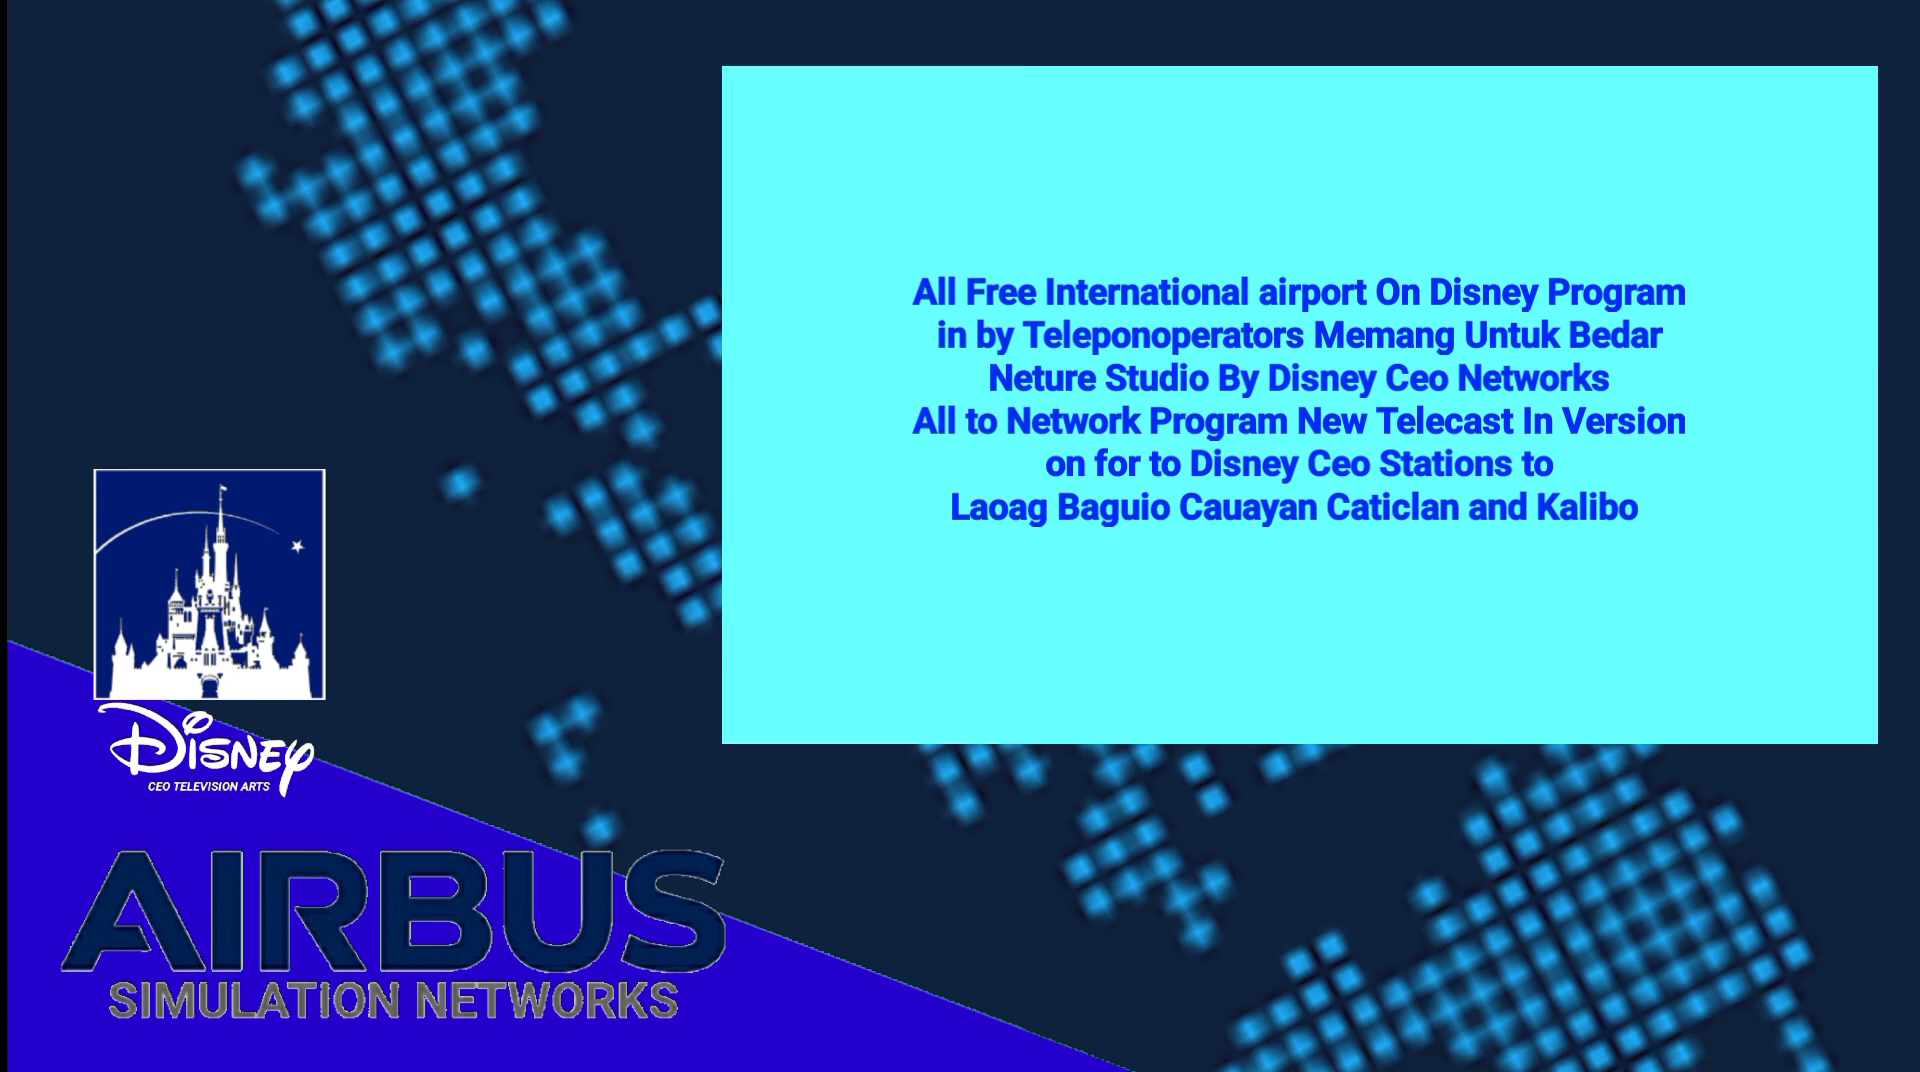 All Free International airport On Disney Program
in by Teleponoperators Memang Untuk Bedar
Neture Studio By Disney Ceo Networks
All to Network Program New Telecast In Version
on for to Disney Ceo Stations to
Laoag Baguio Cauayan Caticlan and Kalibo
Disney
CEO TELEVISION ARTS
AIRBUS
SIMULATION NETWORKS